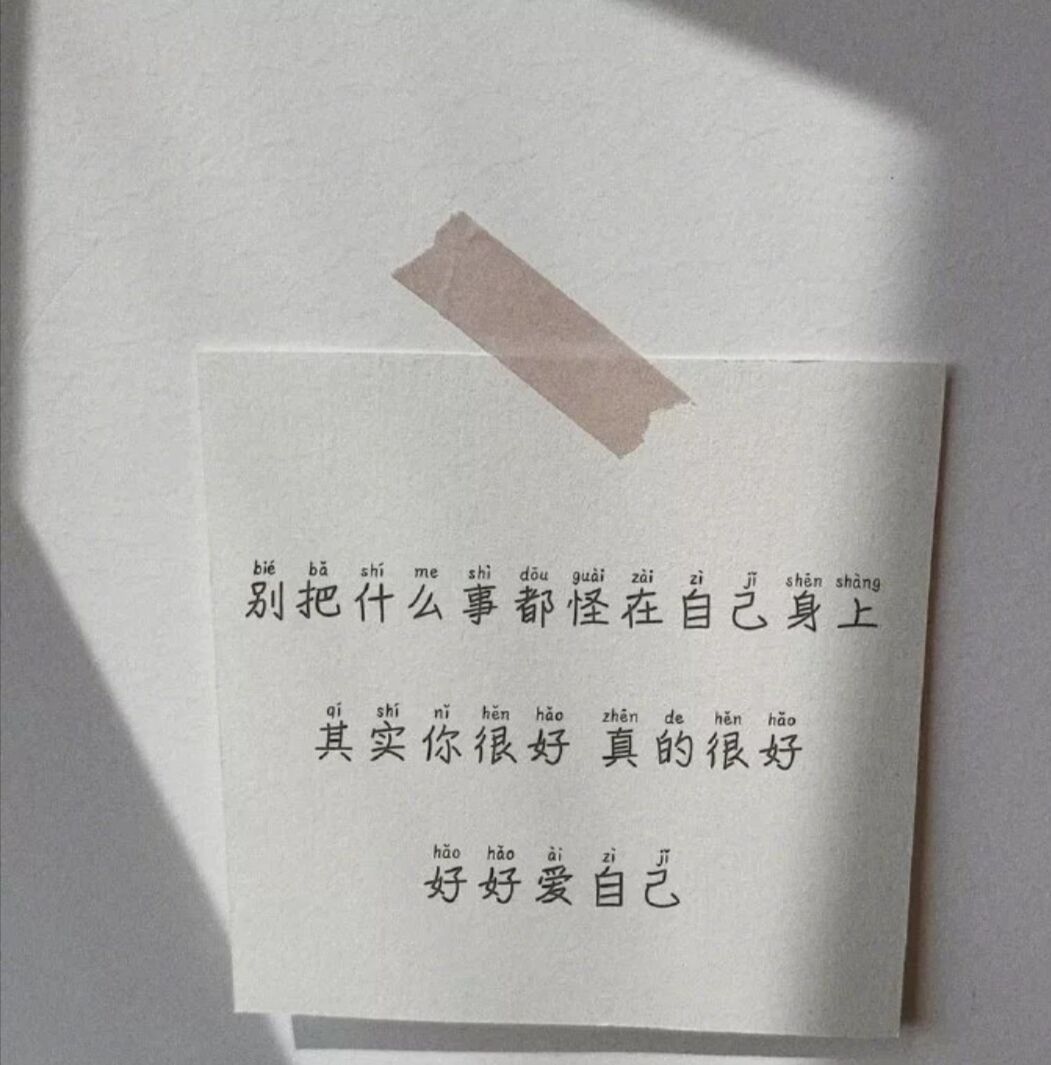 bié bǎ shí me shì dōu guài zài zì jǐ shēn shàng
别把什么事都怪在自己身上
qí shí nǐ hěn hǎo zhēn de hěn hǎo
其实你很好 真的很好
hǎo hǎo ài zì jǐ
好好爱自己